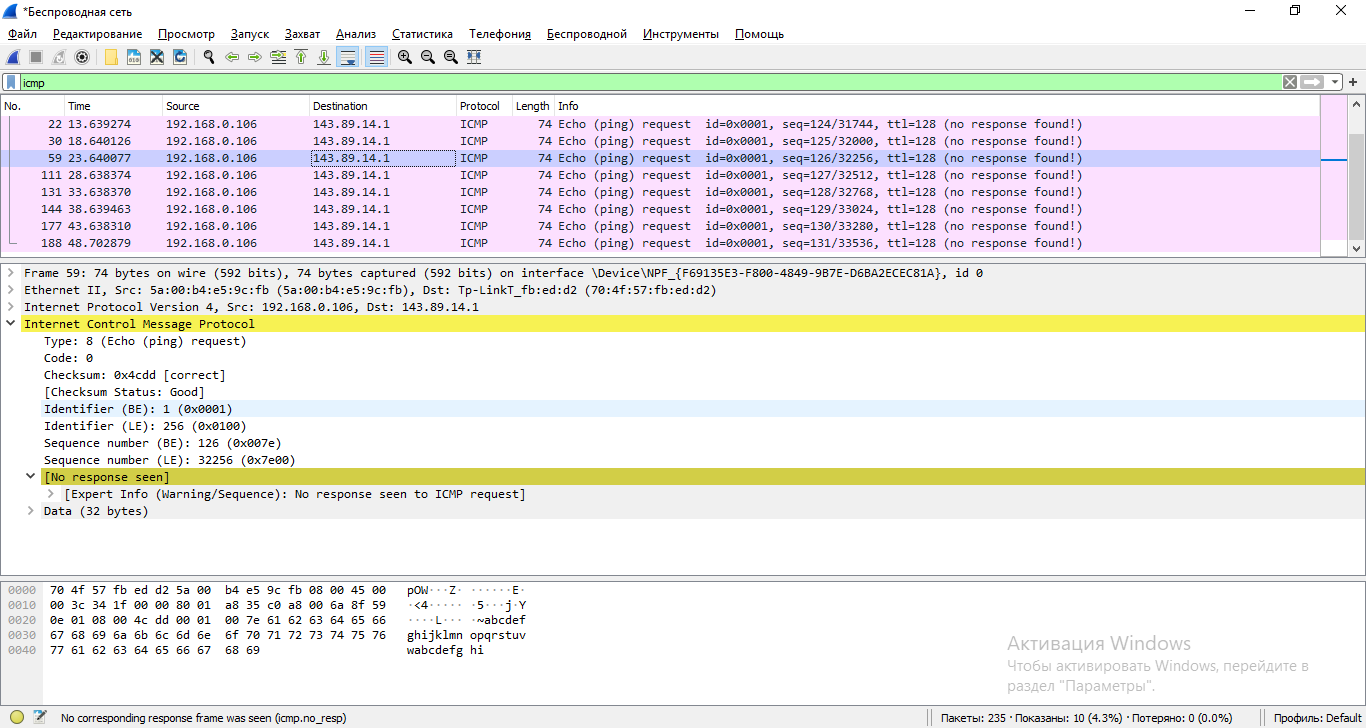 *Беспроводная сеть
Файл Редактирование Просмотр Запуск Захват Анализ Статистика Телефония Беспроводной Инструменты Помощь
icmp
No. Time Source Destination Protocol Length Info
22 13.639274 192.168.0.106 143.89.14.1 ICMP 74 Echo (ping) request id=0x0001, seq=124/31744, ttl=128 (no response found!)
30 18.640126 192.168.0.106 143.89.14.1 ICMP 74 Echo (ping) request id=0x0001, seq=125/32000, ttl=128 (no response found!)
59 23.640077 192.168.0.106 143.89.14.1 ICMP 74 Echo (ping) request id=0x0001, seq=126/32256, ttl=128 (no response found!)
111 28.638374 192.168.0.106 143.89.14.1 ICMP 74 Echo (ping) request id=0x0001, seq=127/32512, ttl=128 (no response found!)
131 33.638370 192.168.0.106 143.89.14.1 ICMP 74 Echo (ping) request id=0x0001, seq=128/32768, ttl=128 (no response found!)
144 38.639463 192.168.0.106 143.89.14.1 ICMP 74 Echo (ping) request id=0x0001, seq=129/33024, ttl=128 (no response found!)
177 43.638310 192.168.0.106 143.89.14.1 ICMP 74 Echo (ping) request id=0x0001, seq=130/33280, ttl=128 (no response found!)
188 48.702879 192.168.0.106 143.89.14.1 ICMP 74 Echo (ping) request id=0x0001, seq=131/33536, ttl=128 (no response found!)
Frame 59: 74 bytes on wire (592 bits), 74 bytes captured (592 bits) on interface \Device\NPF_{F69135E3-F800-4849-9B7E-D6BA2ECEC81A}, id 0
Ethernet II, Src: 5a:00:b4:e5:9c:fb (5a:00:b4:e5:9c:fb), Dst: Tp-LinkT_fb:ed:d2 (70:4f:57:fb:ed:d2)
Internet Protocol Version 4, Src: 192.168.0.106, Dst: 143.89.14.1
Internet Control Message Protocol
Type: 8 (Echo (ping) request)
Code: 0
Checksum: 0x4cdd [correct]
[Checksum Status: Good]
Identifier (BE): 1 (0x0001)
Identifier (LE): 256 (0x0100)
Sequence number (BE): 126 (0x007e)
Sequence number (LE): 32256 (0x7e00)
[No response seen]
[Expert Info (Warning/Sequence): No response seen to ICMP request]
Data (32 bytes)
0000 70 4f 57 fb ed d2 5a 00 b4 e5 9c fb 08 00 45 00 pOW···Z· ······E·
0010 00 3c 34 1f 00 00 80 01 a8 35 c0 a8 00 6a 8f 59 ·<4····· ·5···j·Y
0020 0e 01 08 00 4c dd 00 01 00 7e 61 62 63 64 65 66 ····L··· ·~abcdef
0030 67 68 69 6a 6b 6c 6d 6e 6f 70 71 72 73 74 75 76 ghijklmn opqrstuv
0040 77 61 62 63 64 65 66 67 68 69 wabcdefg hi
Активация Windows
Чтобы активировать Windows, перейдите в
раздел "Параметры".
No corresponding response frame was seen (icmp.no_resp) Пакеты: 235 · Показаны: 10 (4.3%) · Потеряно: 0 (0.0%) Профиль: Default